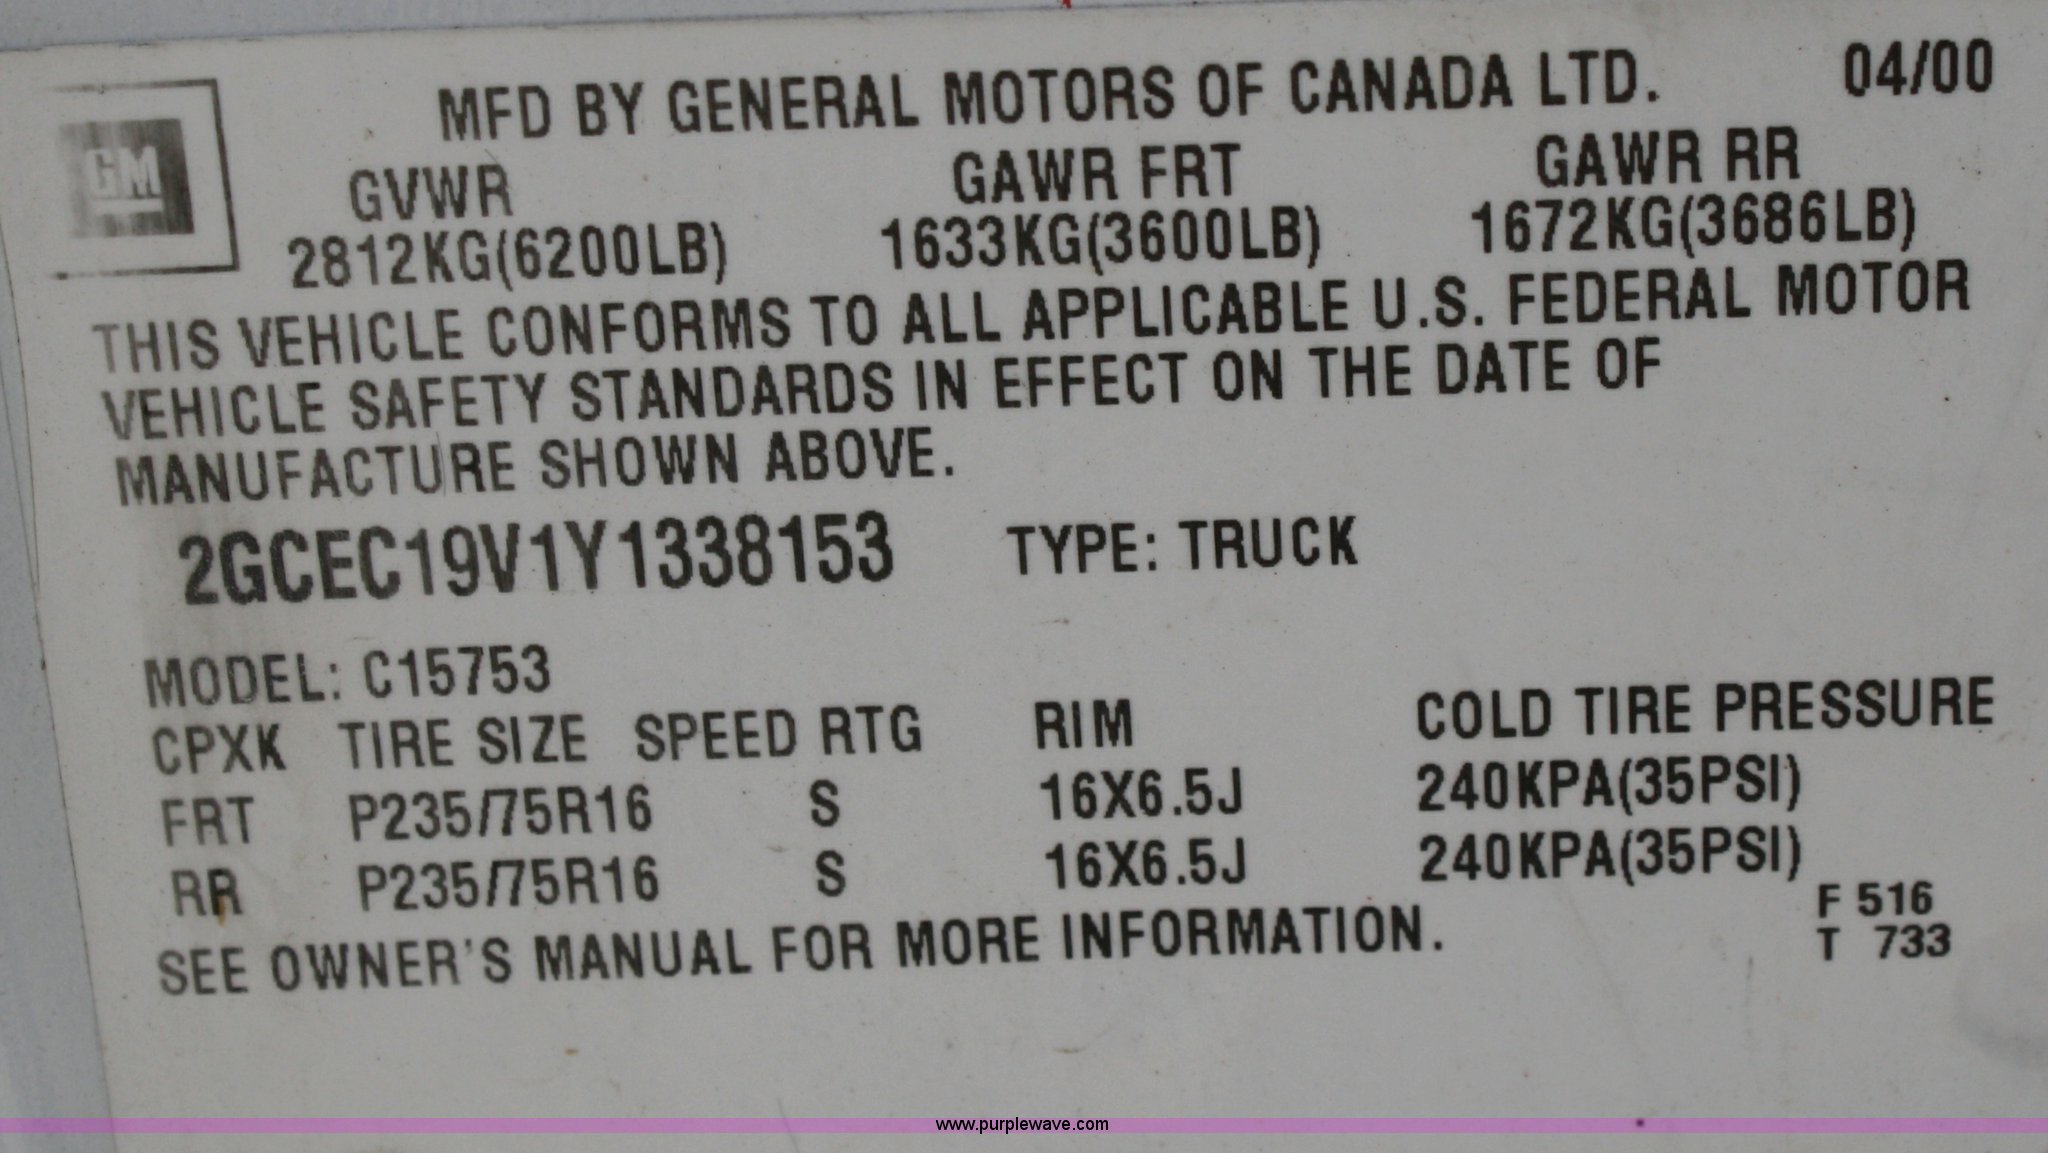 GM
MFD BY GENERAL MOTORS OF CANADA LTD. 04/00
GVWR GAWR FRT GAWR RR
2812KG(6200LB) 1633KG(3600LB) 1672KG(3686LB)
THIS VEHICLE CONFORMS TO ALL APPLICABLE U.S. FEDERAL MOTOR
VEHICLE SAFETY STANDARDS IN EFFECT ON THE DATE OF
MANUFACTURE SHOWN ABOVE.
2GCEC19V1Y1338153 TYPE: TRUCK
MODEL: C15753
CPXK TIRE SIZE SPEED RTG RIM COLD TIRE PRESSURE
FRT P235/75R16 S 16X6.5J 240KPA(35PSI)
RR P235/75R16 S 16X6.5J 240KPA(35PSI)
SEE OWNER'S MANUAL FOR MORE INFORMATION.
F 516
T 733
www.purplewave.com